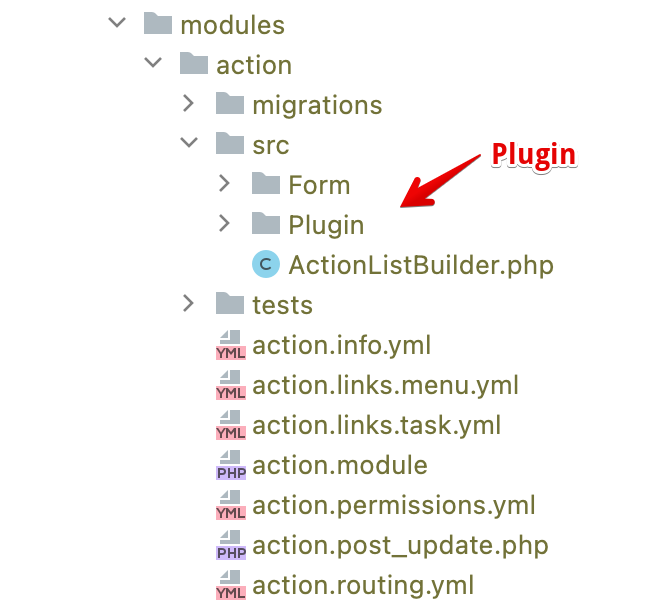 modules
action
migrations
src
Plugin
Form
Plugin
C ActionListBuilder.php
tests
YML action.info.yml
YML action.links.menu.yml
YML action.links.task.yml
PHP action.module
YML action.permissions.yml
PHP action.post_update.php
YML action.routing.yml